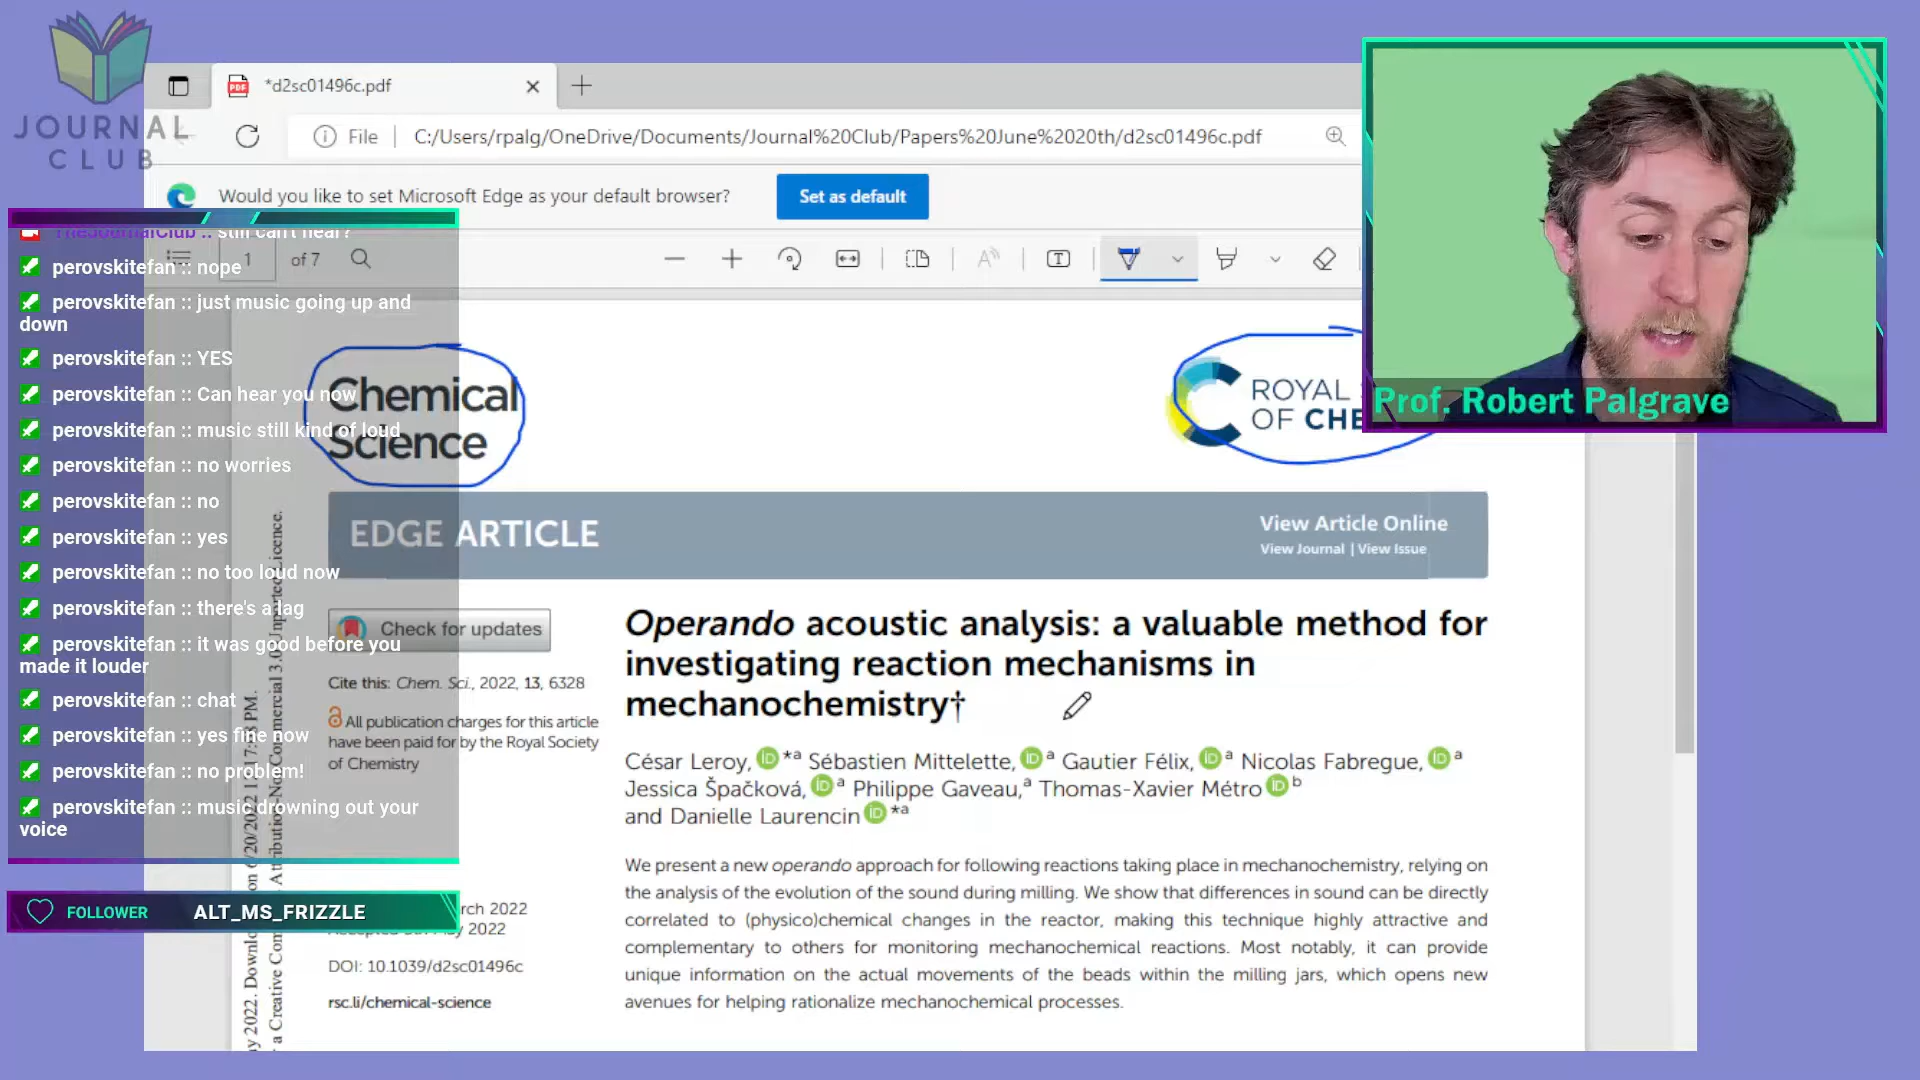 JOURNAL
CLUB
*d2sc01496c.pdf
File
C:/Users/rpalg/OneDrive/Documents/Journal%20Club/Papers%20June%2020th/d2sc01496c.pdf
Would you like to set Microsoft Edge as your default browser?
Set as default
1 of 7
TheJournalClub :: still can't hear?
perovskitefan :: nope
perovskitefan :: just music going up and
down
perovskitefan :: YES
perovskitefan :: Can hear you now
perovskitefan :: music still kind of loud
perovskitefan :: no worries
perovskitefan :: no
perovskitefan :: yes
perovskitefan :: no too loud now
perovskitefan :: there's a lag
perovskitefan :: it was good before you
made it louder
perovskitefan :: chat
perovskitefan :: yes fine now
perovskitefan :: no problem!
perovskitefan :: music drowning out your
voice
FOLLOWER ALT_MS_FRIZZLE
Prof. Robert Palgrave
Chemical
Science
ROYAL
OF CHE
EDGE ARTICLE
View Article Online
View Journal | View Issue
Check for updates
Cite this: Chem. Sci., 2022, 13, 6328
All publication charges for this article
have been paid for by the Royal Society
of Chemistry
rch 2022
2022
DOI: 10.1039/d2sc01496c
rsc.li/chemical-science
Operando acoustic analysis: a valuable method for
investigating reaction mechanisms in
mechanochemistry†
César Leroy, *a Sébastien Mittelette, a Gautier Félix, a Nicolas Fabregue, a
Jessica Špačková, a Philippe Gaveau,a Thomas-Xavier Métro b
and Danielle Laurencin *a
We present a new operando approach for following reactions taking place in mechanochemistry, relying on
the analysis of the evolution of the sound during milling. We show that differences in sound can be directly
correlated to (physico)chemical changes in the reactor, making this technique highly attractive and
complementary to others for monitoring mechanochemical reactions. Most notably, it can provide
unique information on the actual movements of the beads within the milling jars, which opens new
avenues for helping rationalize mechanochemical processes.